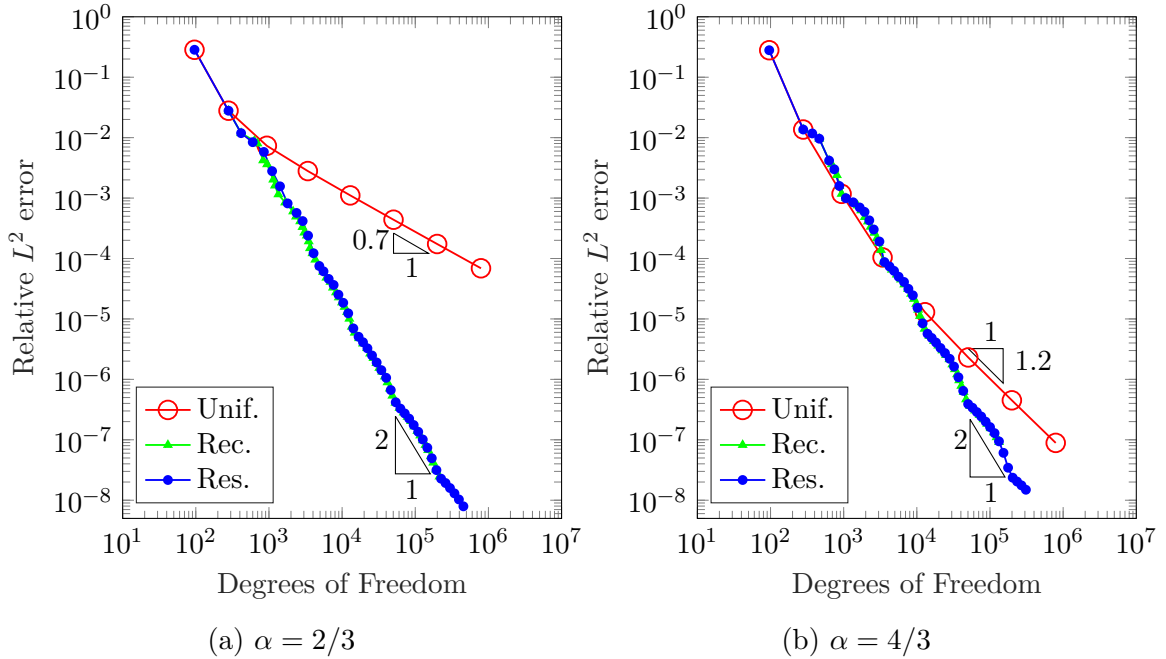 10^0
10^-1
10^-2
10^-3
10^-4
10^-5
10^-6
10^-7
10^-8
Relative L^2 error
0.7
1
2
1
Unif.
Rec.
Res.
10^1 10^2 10^3 10^4 10^5 10^6 10^7
Degrees of Freedom
(a) α = 2/3
10^0
10^-1
10^-2
10^-3
10^-4
10^-5
10^-6
10^-7
10^-8
Relative L^2 error
1
1.2
2
1
Unif.
Rec.
Res.
10^1 10^2 10^3 10^4 10^5 10^6 10^7
Degrees of Freedom
(b) α = 4/3